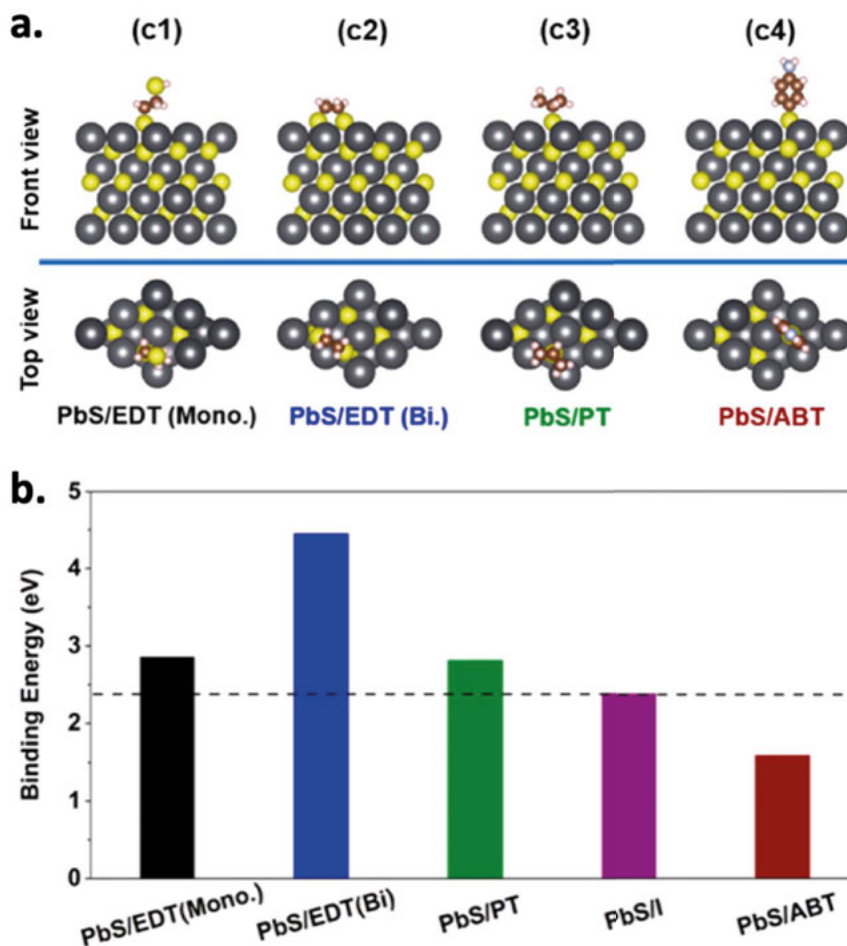 a.
(c1) (c2) (c3) (c4)
Front view
Top view
PbS/EDT (Mono.) PbS/EDT (Bi.) PbS/PT PbS/ABT
b.
Binding Energy (eV)
5
4
3
2
1
0
PbS/EDT(Mono.) PbS/EDT(Bi) PbS/PT PbS/I PbS/ABT